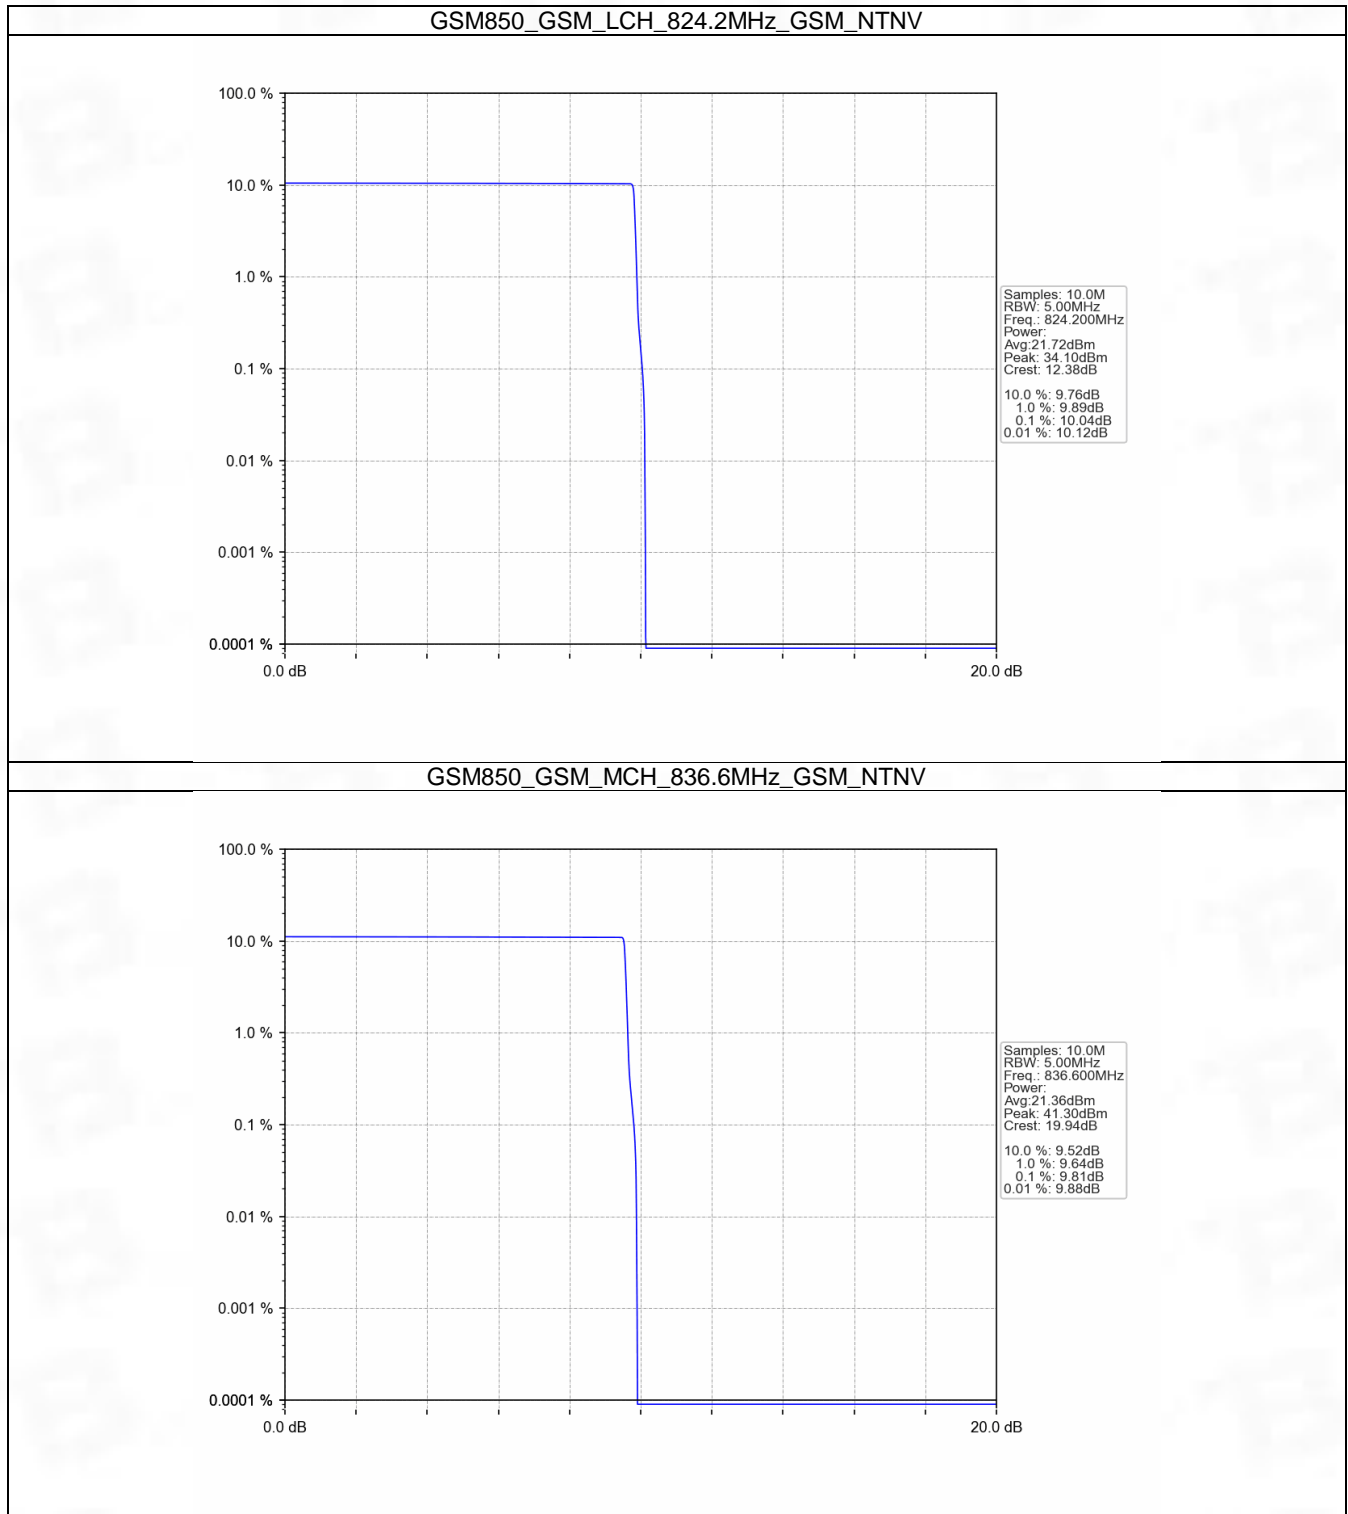 GSM850_GSM_LCH_824.2MHz_GSM_NTNV
100.0 %
10.0 %
1.0 %
0.1 %
0.01 %
0.001 %
0.0001 %
0.0 dB
20.0 dB
Samples: 10.0M
RBW: 5.00MHz
Freq.: 824.200MHz
Power:
Avg:21.72dBm
Peak: 34.10dBm
Crest: 12.38dB
10.0 %: 9.76dB
1.0 %: 9.89dB
0.1 %: 10.04dB
0.01 %: 10.12dB
GSM850_GSM_MCH_836.6MHz_GSM_NTNV
100.0 %
10.0 %
1.0 %
0.1 %
0.01 %
0.001 %
0.0001 %
0.0 dB
20.0 dB
Samples: 10.0M
RBW: 5.00MHz
Freq.: 836.600MHz
Power:
Avg:21.36dBm
Peak: 41.30dBm
Crest: 19.94dB
10.0 %: 9.52dB
1.0 %: 9.64dB
0.1 %: 9.81dB
0.01 %: 9.88dB